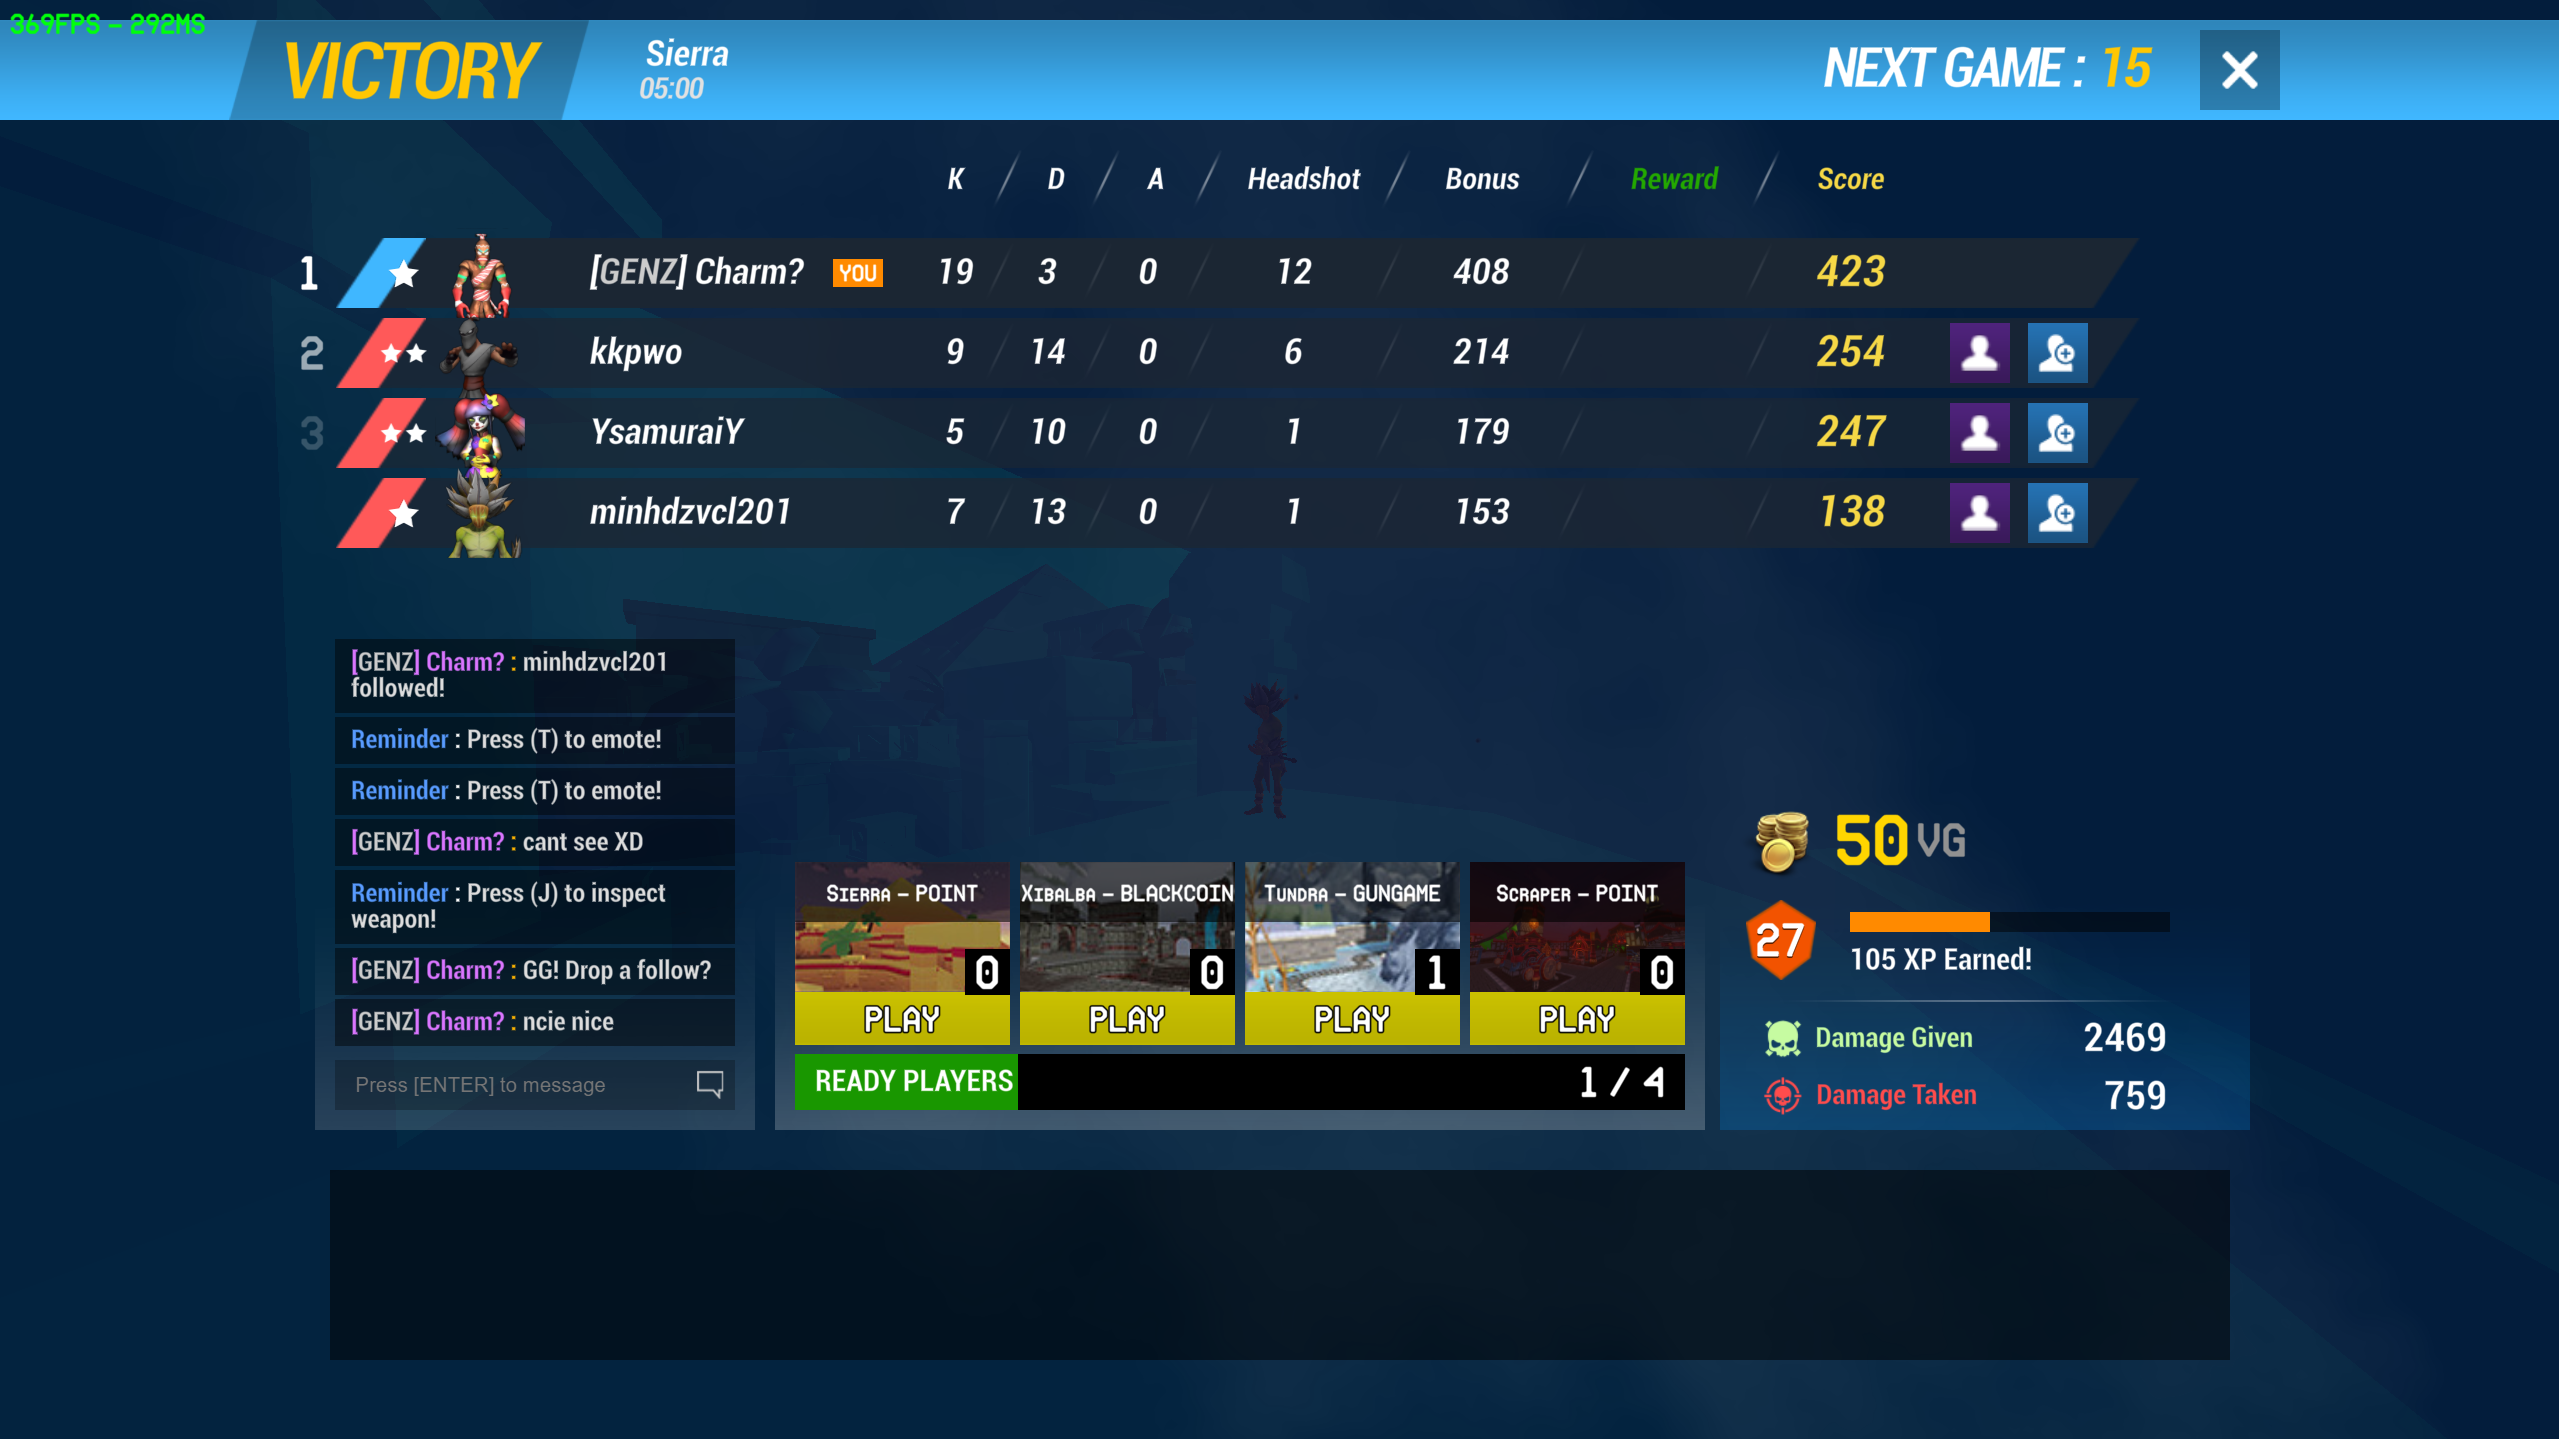 369FPS - 292MS
VICTORY
Sierra
05:00
NEXT GAME : 15
K / D / A / Headshot / Bonus / Reward / Score
1 [GENZ] Charm? YOU 19 / 3 / 0 / 12 / 408 / / 423
2 kkpwo 9 / 14 / 0 / 6 / 214 / / 254
3 YsamuraiY 5 / 10 / 0 / 1 / 179 / / 247
minhdzvcl201 7 / 13 / 0 / 1 / 153 / / 138
[GENZ] Charm? : minhdzvcl201
followed!
Reminder : Press (T) to emote!
Reminder : Press (T) to emote!
[GENZ] Charm? : cant see XD
Reminder : Press (J) to inspect
weapon!
[GENZ] Charm? : GG! Drop a follow?
[GENZ] Charm? : ncie nice
Press [ENTER] to message
Sierra - POINT
0
PLAY
Xibalba - BLACKCOIN
0
PLAY
Tundra - GUNGAME
1
PLAY
Scraper - POINT
0
PLAY
READY PLAYERS 1 / 4
50 VG
27
105 XP Earned!
Damage Given 2469
Damage Taken 759